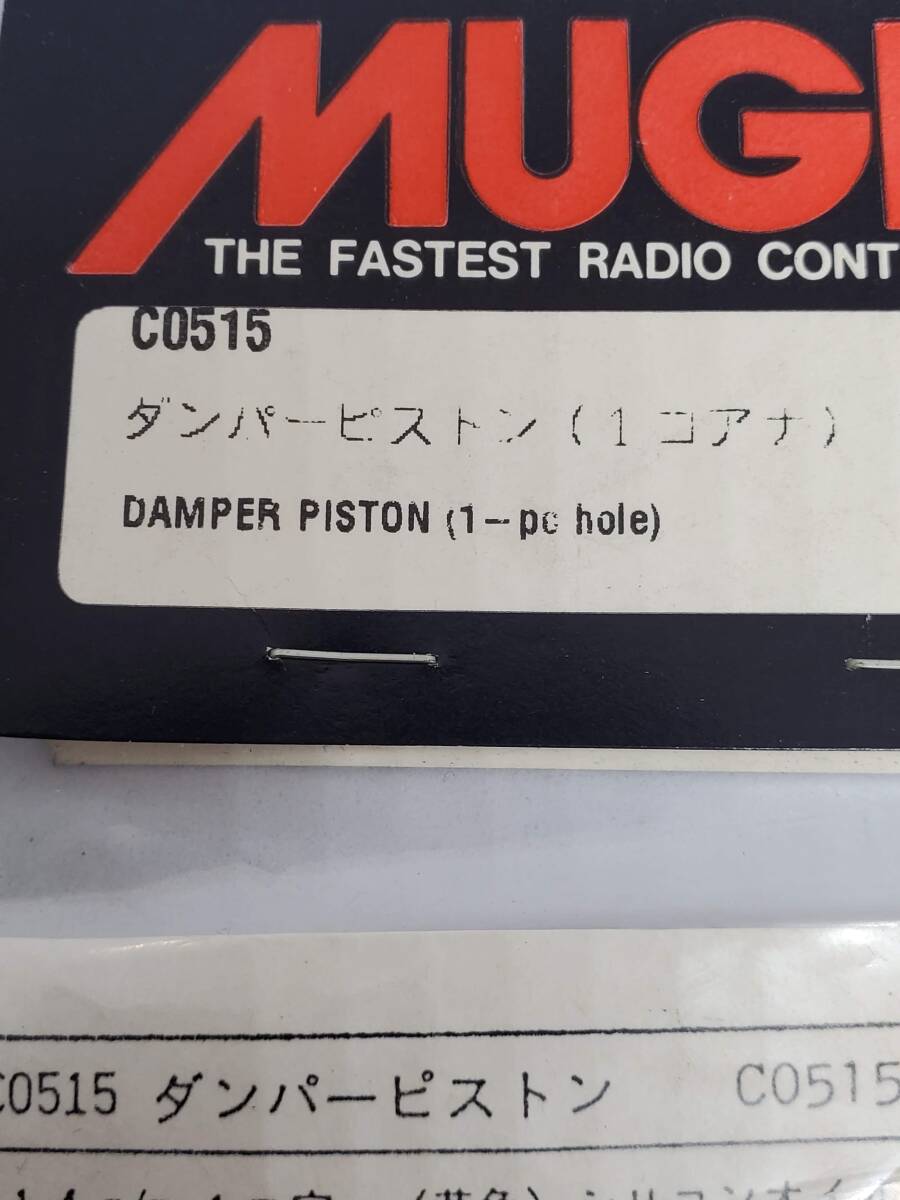 MUG
THE FASTEST RADIO CONT
C0515
ダンパーピストン(1コアナ)
DAMPER PISTON (1-pc hole)
C0515 ダンパーピストン C0515